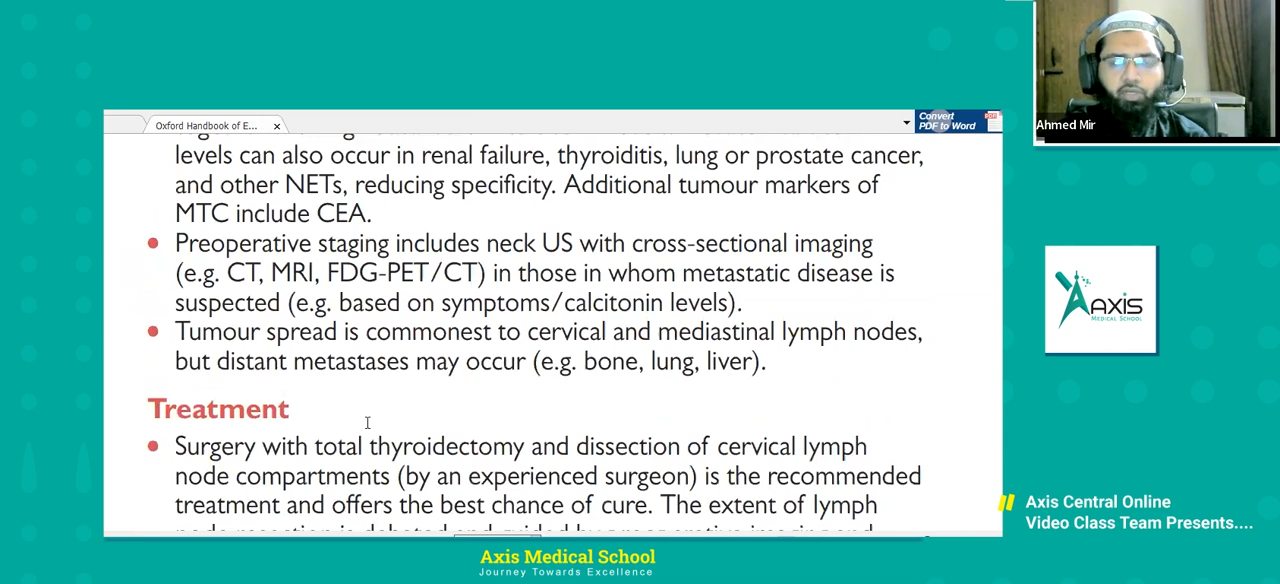 Oxford Handbook of E...
Convert
PDF to Word
Ahmed Mir
levels can also occur in renal failure, thyroiditis, lung or prostate cancer,
and other NETs, reducing specificity. Additional tumour markers of
MTC include CEA.
• Preoperative staging includes neck US with cross-sectional imaging
(e.g. CT, MRI, FDG-PET/CT) in those in whom metastatic disease is
suspected (e.g. based on symptoms/calcitonin levels).
• Tumour spread is commonest to cervical and mediastinal lymph nodes,
but distant metastases may occur (e.g. bone, lung, liver).
Treatment
• Surgery with total thyroidectomy and dissection of cervical lymph
node compartments (by an experienced surgeon) is the recommended
treatment and offers the best chance of cure. The extent of lymph
AXIS
MEDICAL SCHOOL
Axis Central Online
Video Class Team Presents....
Axis Medical School
Journey Towards Excellence